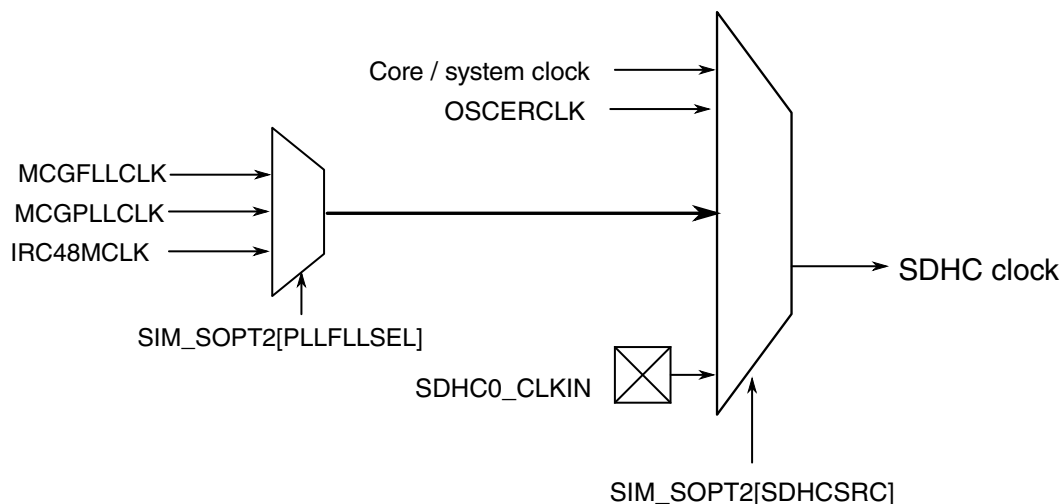 Core / system clock
OSCERCLK
MCGFLLCLK
MCGPLLCLK
IRC48MCLK
SDHC clock
SIM_SOPT2[PLLFLLSEL]
SDHC0_CLKIN
SIM_SOPT2[SDHCSRC]